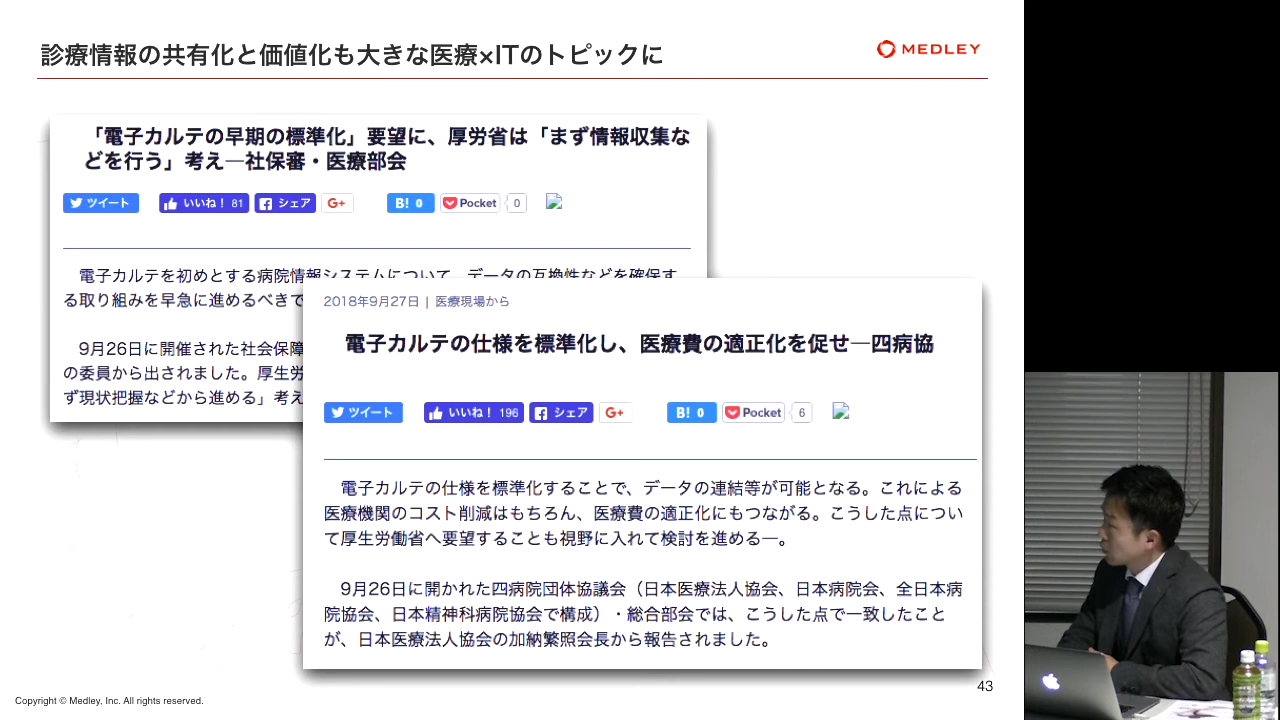 診療情報の共有化と価値化も大きな医療×ITのトピックに
MEDLEY
「電子カルテの早期の標準化」要望に、厚労省は「まず情報収集な
どを行う」考え―社保審・医療部会
ツイート いいね！ 81 シェア G+ B! 0 Pocket 0
電子カルテを初めとする病院情報システムについて、データの互換性などを確保す
る取り組みを早急に進めるべきで
9月26日に開催された社会保障
の委員から出されました。厚生労
ず現状把握などから進める」考え
2018年9月27日 | 医療現場から
電子カルテの仕様を標準化し、医療費の適正化を促せ―四病協
ツイート いいね！ 196 シェア G+ B! 0 Pocket 6
電子カルテの仕様を標準化することで、データの連結等が可能となる。これによる
医療機関のコスト削減はもちろん、医療費の適正化にもつながる。こうした点につい
て厚生労働省へ要望することも視野に入れて検討を進める―。
9月26日に開かれた四病院団体協議会（日本医療法人協会、日本病院会、全日本病
院協会、日本精神科病院協会で構成）・総合部会では、こうした点で一致したこと
が、日本医療法人協会の加納繁照会長から報告されました。
43
Copyright © Medley, Inc. All rights reserved.